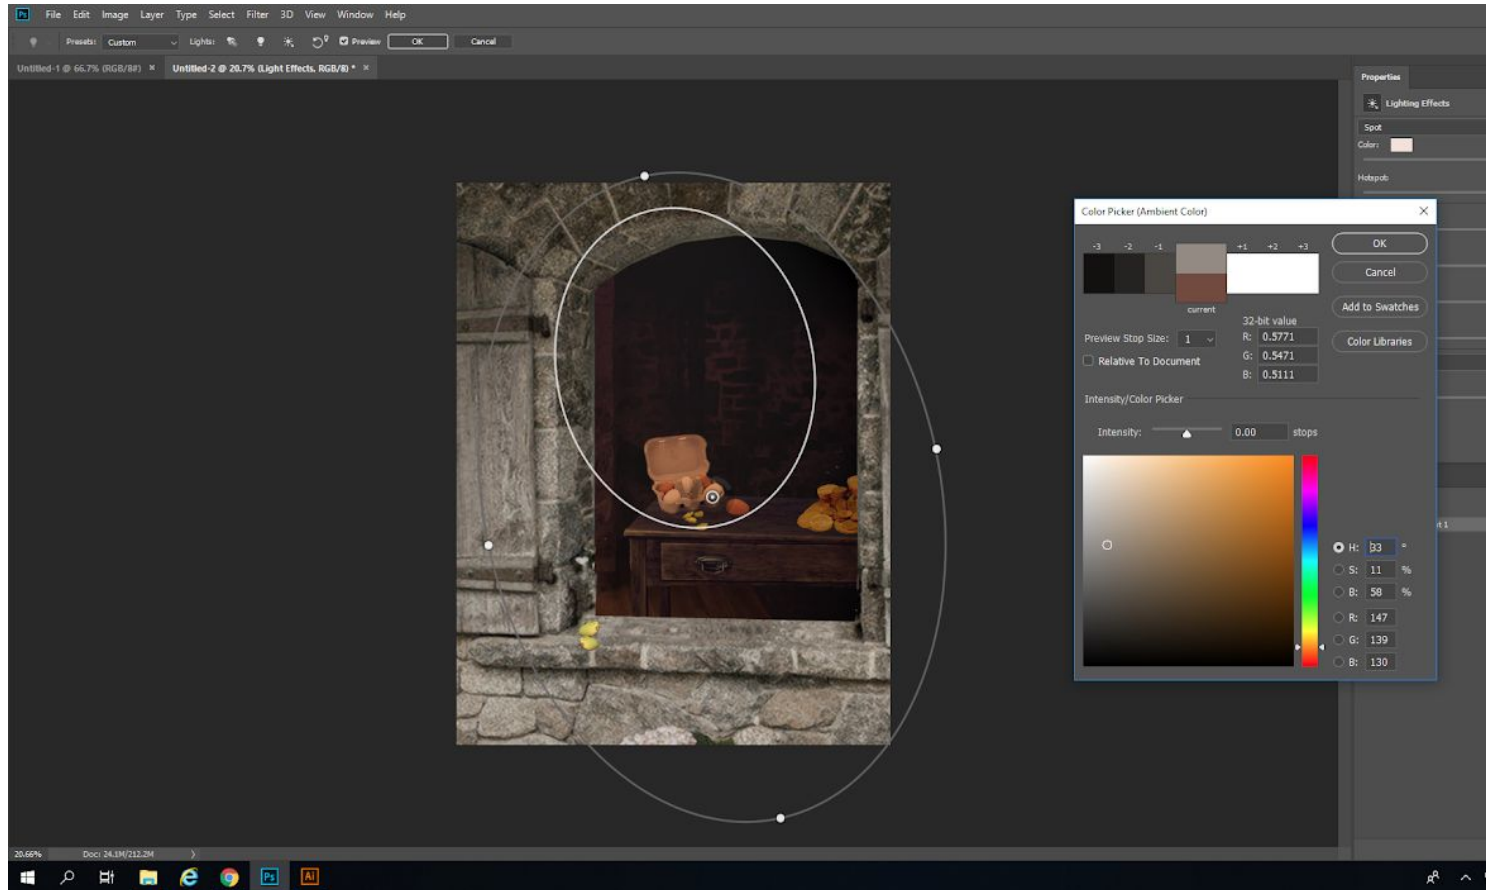 Ps File Edit Image Layer Type Select Filter 3D View Window Help
Presets: Custom Lights: Preview OK Cancel
Untitled-1 @ 66.7% (RGB/8#) × Untitled-2 @ 20.7% (Light Effects, RGB/8) * ×
Properties
Lighting Effects
Spot
Color:
Hotspot:
Color Picker (Ambient Color)
-3 -2 -1 +1 +2 +3
current
OK
Cancel
Add to Swatches
Color Libraries
32-bit value
Preview Stop Size: 1
R: 0.5771
Relative To Document
G: 0.5471
B: 0.5111
Intensity/Color Picker
Intensity: 0.00 stops
H: 33 °
S: 11 %
B: 58 %
R: 147
G: 139
B: 130
20.66% Doc: 24.1M/212.2M
Ps Ai